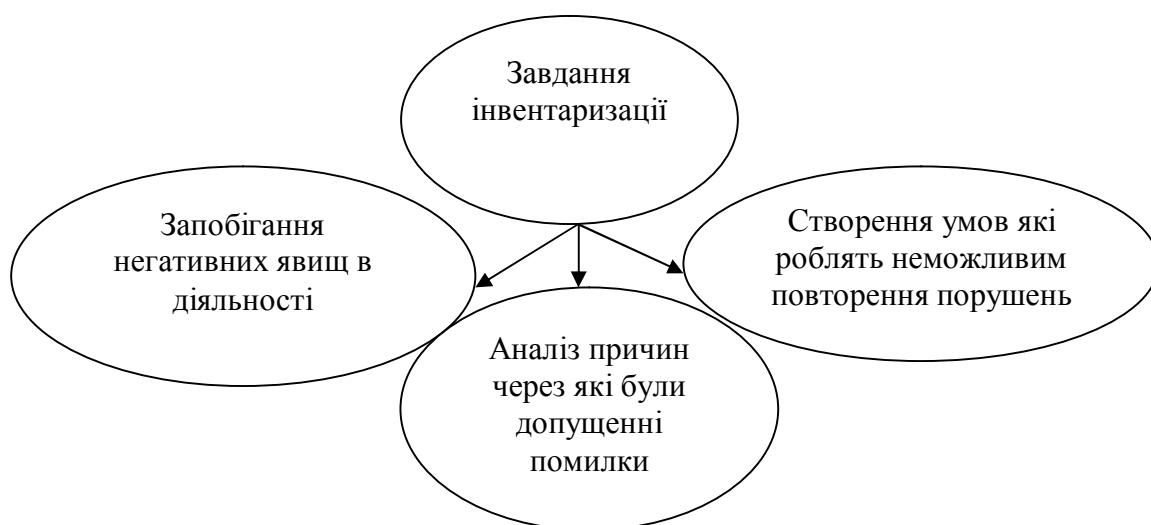 Завдання
інвентаризації
Запобігання
негативних явищ в
діяльності
Створення умов які
роблять неможливим
повторення порушень
Аналіз причин
через які були
допущенні
помилки